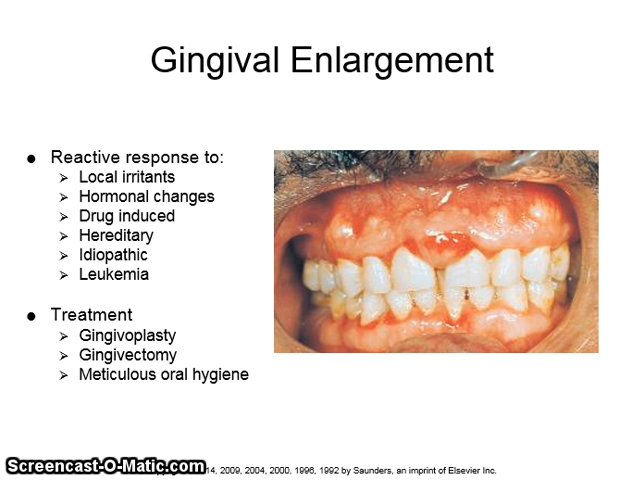 Gingival Enlargement
Reactive response to:
Local irritants
Hormonal changes
Drug induced
Hereditary
Idiopathic
Leukemia
Treatment
Gingivoplasty
Gingivectomy
Meticulous oral hygiene
Screencast-O-Matic.com
14, 2009, 2004, 2000, 1996, 1992 by Saunders, an imprint of Elsevier Inc.